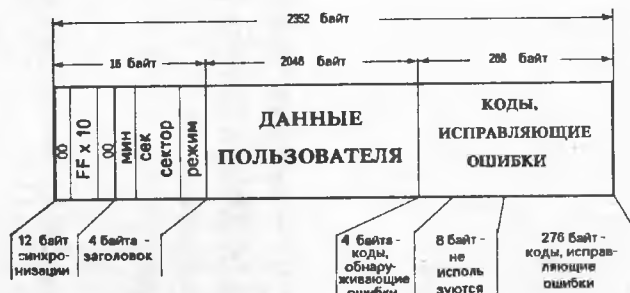 2352 байт
16 байт
2048 байт
288 байт
00
FF x 10
00
мин
сек
сектор
режим
ДАННЫЕ
ПОЛЬЗОВАТЕЛЯ
КОДЫ,
ИСПРАВЛЯЮЩИЕ
ОШИБКИ
12 байт
синхро-
низации
4 байта -
заголовок
4 байта -
коды,
обнару-
живающие
ошибки
8 байт -
не
исполь
зуются
276 байт -
коды, исправ-
ляющие
ошибки